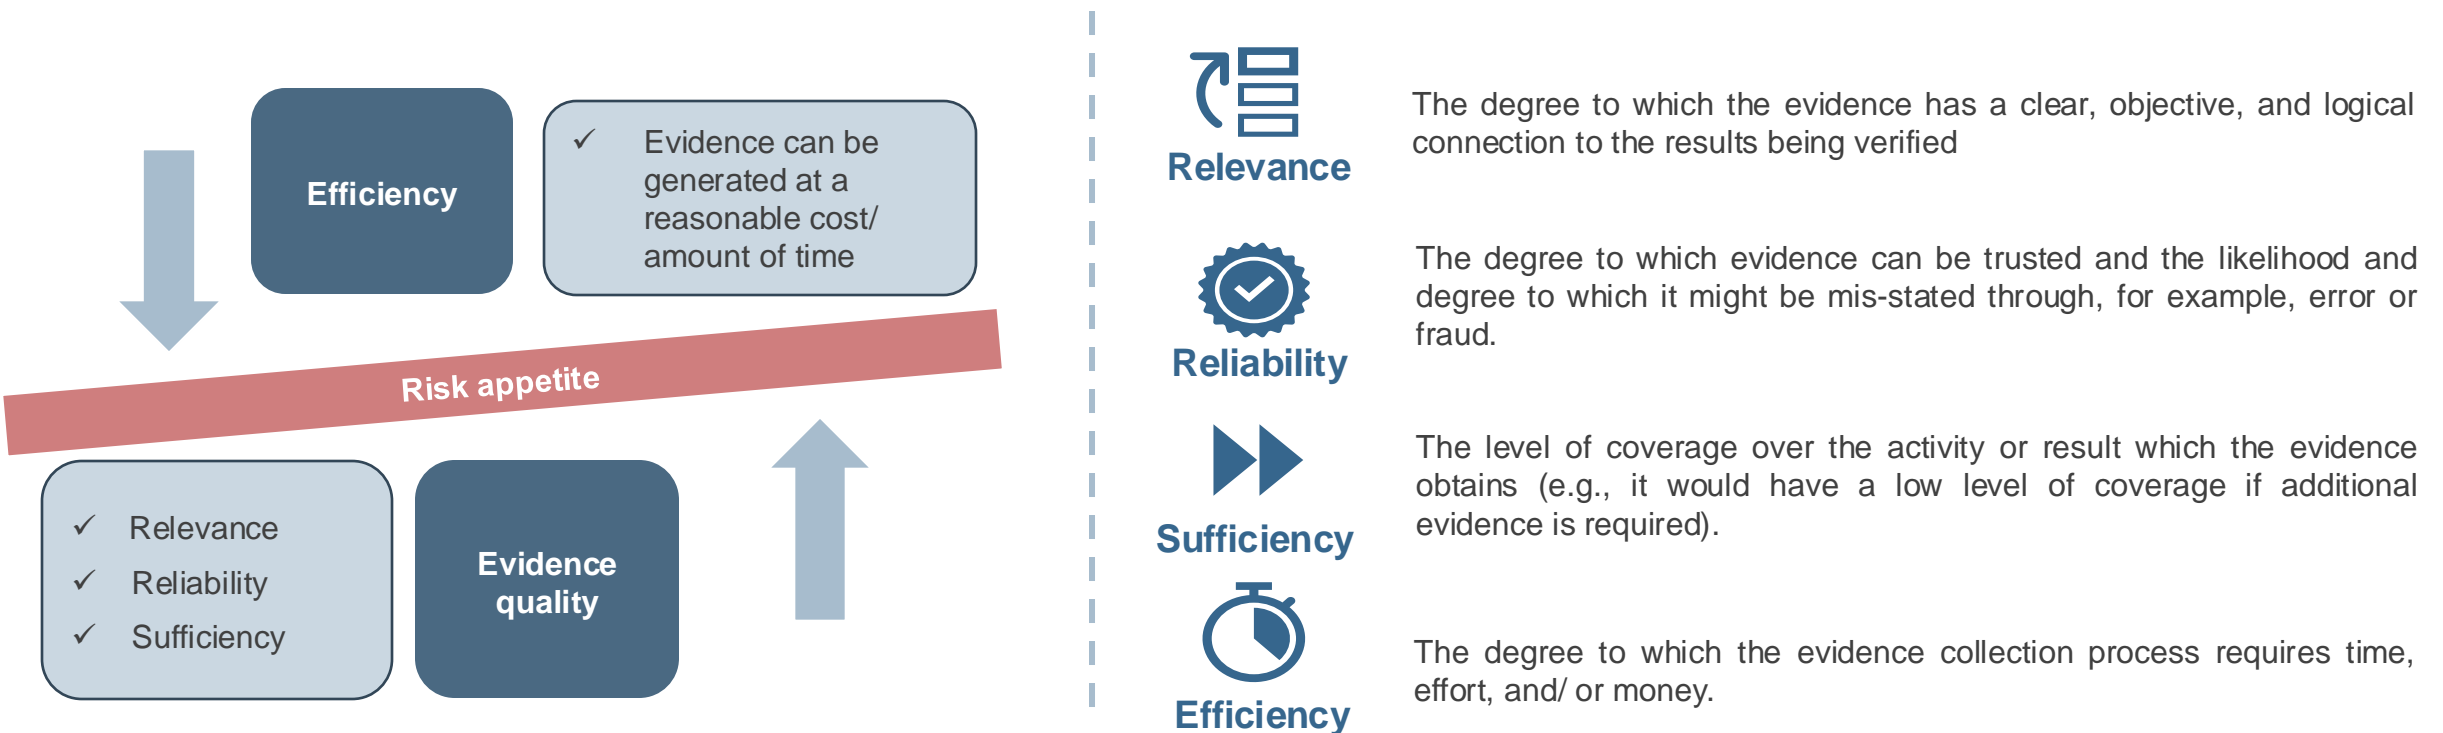 Efficiency
✓ Evidence can be
generated at a
reasonable cost/
amount of time
Risk appetite
✓ Relevance
✓ Reliability
✓ Sufficiency
Evidence
quality
Relevance
The degree to which the evidence has a clear, objective, and logical
connection to the results being verified
Reliability
The degree to which evidence can be trusted and the likelihood and
degree to which it might be mis-stated through, for example, error or
fraud.
Sufficiency
The level of coverage over the activity or result which the evidence
obtains (e.g., it would have a low level of coverage if additional
evidence is required).
Efficiency
The degree to which the evidence collection process requires time,
effort, and/ or money.